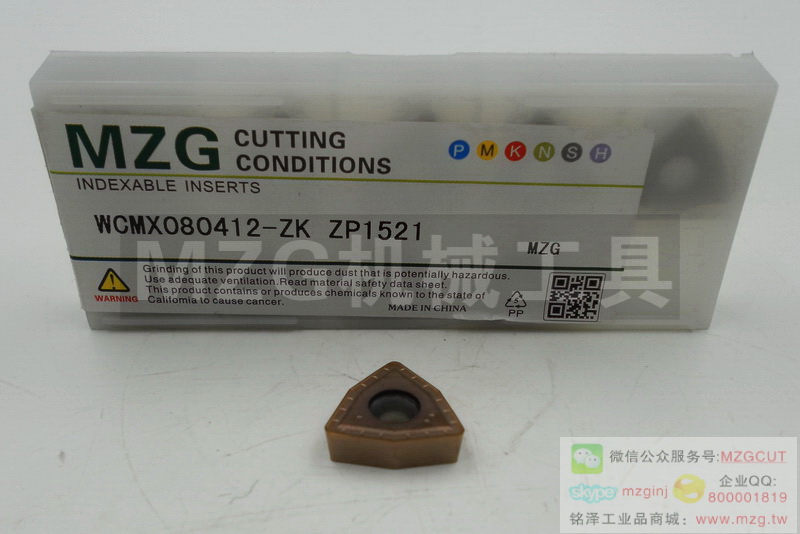 MZG CUTTING CONDITIONS
P M K N S H
INDEXABLE INSERTS
WCMX080412-ZK ZP1521
MZG
MZG机械工具
Grinding of this product will produce dust that is potentially hazardous.
Use adequate ventilation.Read material safety data sheet.
This product contains or produces chemicals known to the state of
California to cause cancer.
WARNING
MADE IN CHINA
5
PP
微信公众服务号:MZGCUT
skype mzginj 企业QQ:
800001819
铭泽工业品商城: www.mzg.tw